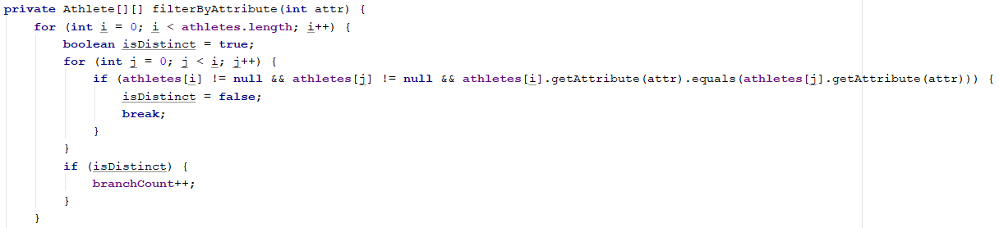 private Athlete[][] filterByAttribute(int attr) {
    for (int i = 0; i < athletes.length; i++) {
        boolean isDistinct = true;
        for (int j = 0; j < i; j++) {
            if (athletes[i] != null && athletes[j] != null && athletes[i].getAttribute(attr).equals(athletes[j].getAttribute(attr))) {
                isDistinct = false;
                break;
            }
        }
        if (isDistinct) {
            branchCount++;
        }
    }